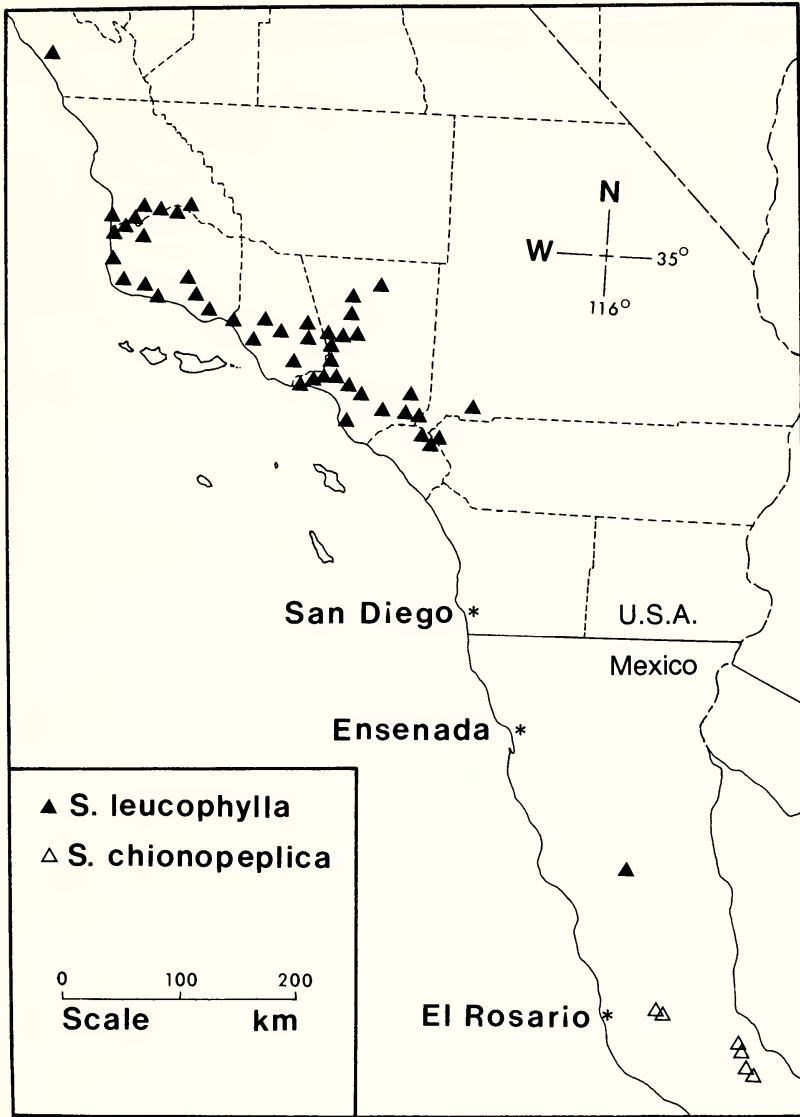 N
W 35°
116°
San Diego * U.S.A.
Mexico
Ensenada *
▲ S. leucophylla
△ S. chionopeplica
0 100 200
Scale km
El Rosario *